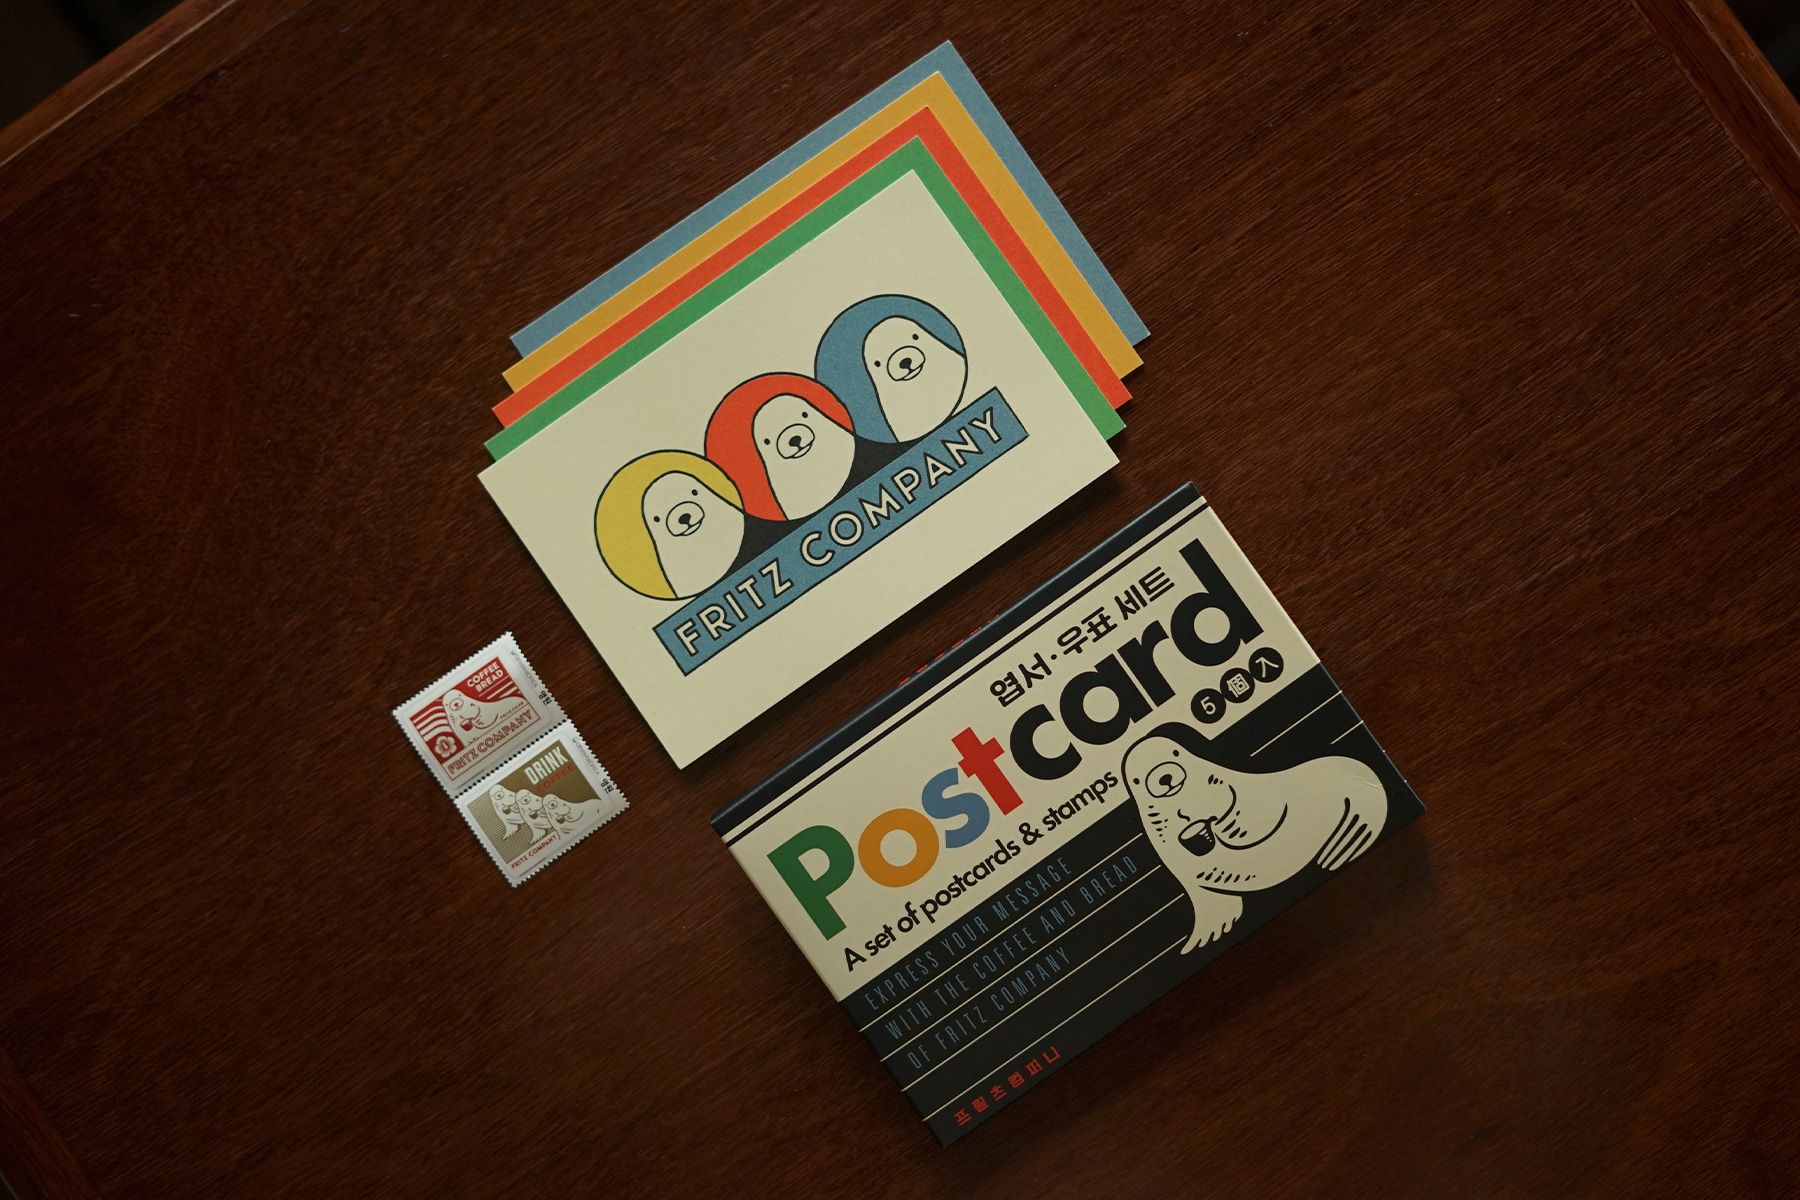 FRITZ COMPANY
엽서·우표 세트
Postcard
5個入
A set of postcards & stamps
EXPRESS YOUR MESSAGE
WITH THE COFFEE AND BREAD
OF FRITZ COMPANY
프릳츠컴퍼니
COFFEE
BREAD
FRITZ COMPANY
DRINK
COFFEE
FRITZ COMPANY